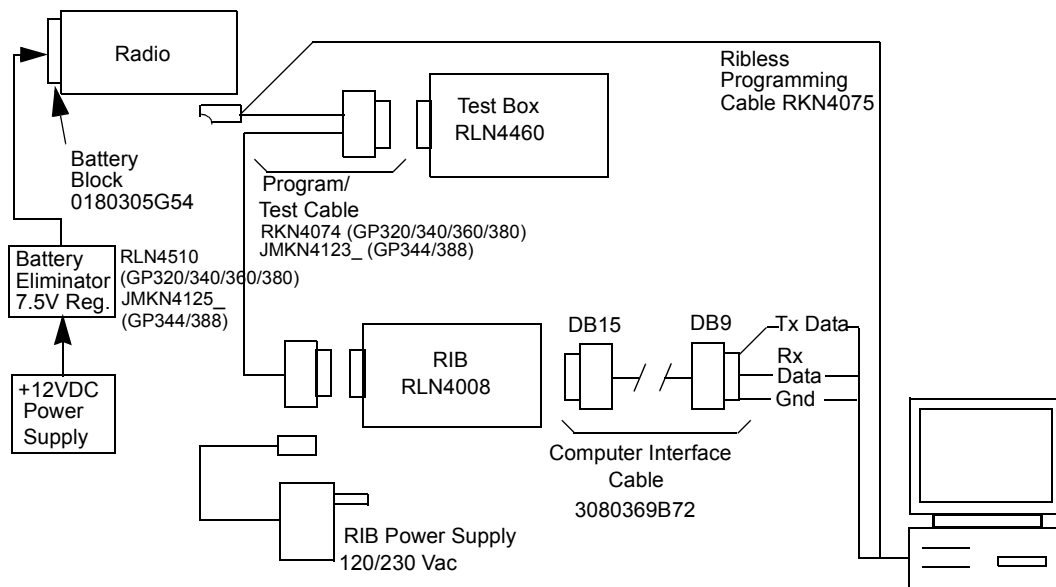 Radio
Battery
Block
0180305G54
Battery
Eliminator
7.5V Reg.
RLN4510
(GP320/340/360/380)
JMKN4125_
(GP344/388)
+12VDC
Power
Supply
Program/
Test Cable
RKN4074 (GP320/340/360/380)
JMKN4123_ (GP344/388)
Test Box
RLN4460
Ribless
Programming
Cable RKN4075
RIB
RLN4008
DB15
DB9
Tx Data
Rx
Data
Gnd
Computer Interface
Cable
3080369B72
RIB Power Supply
120/230 Vac